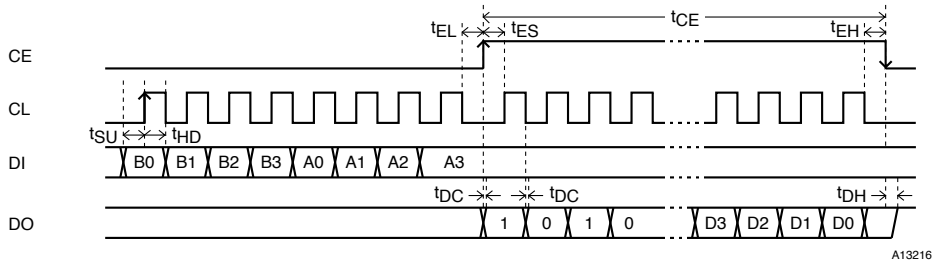 tCE
tEL tES tEH
CE
CL
tSU tHD
DI B0 B1 B2 B3 A0 A1 A2 A3
tDC tDC tDH
DO 1 0 1 0 D3 D2 D1 D0
A13216